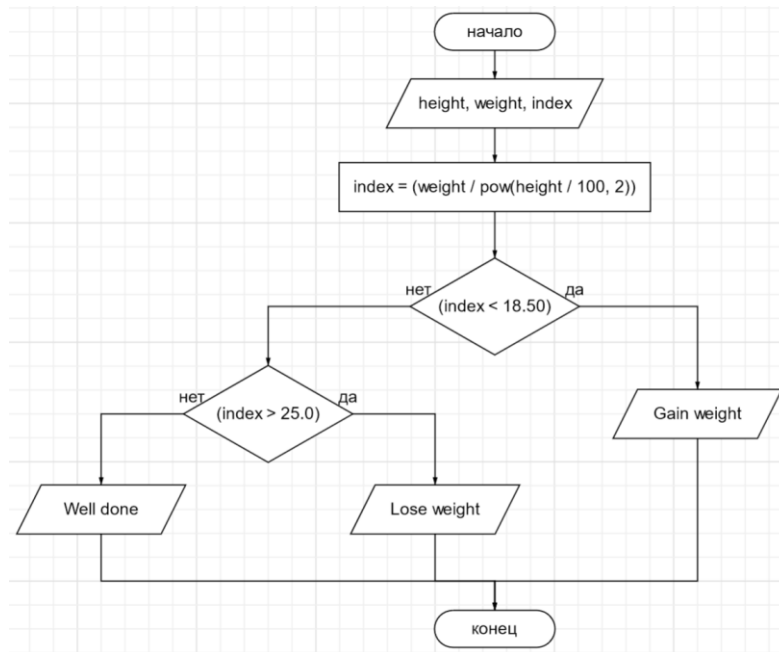 начало
height, weight, index
index = (weight / pow(height / 100, 2))
нет
да
(index < 18.50)
нет
да
(index > 25.0)
Gain weight
Well done
Lose weight
конец